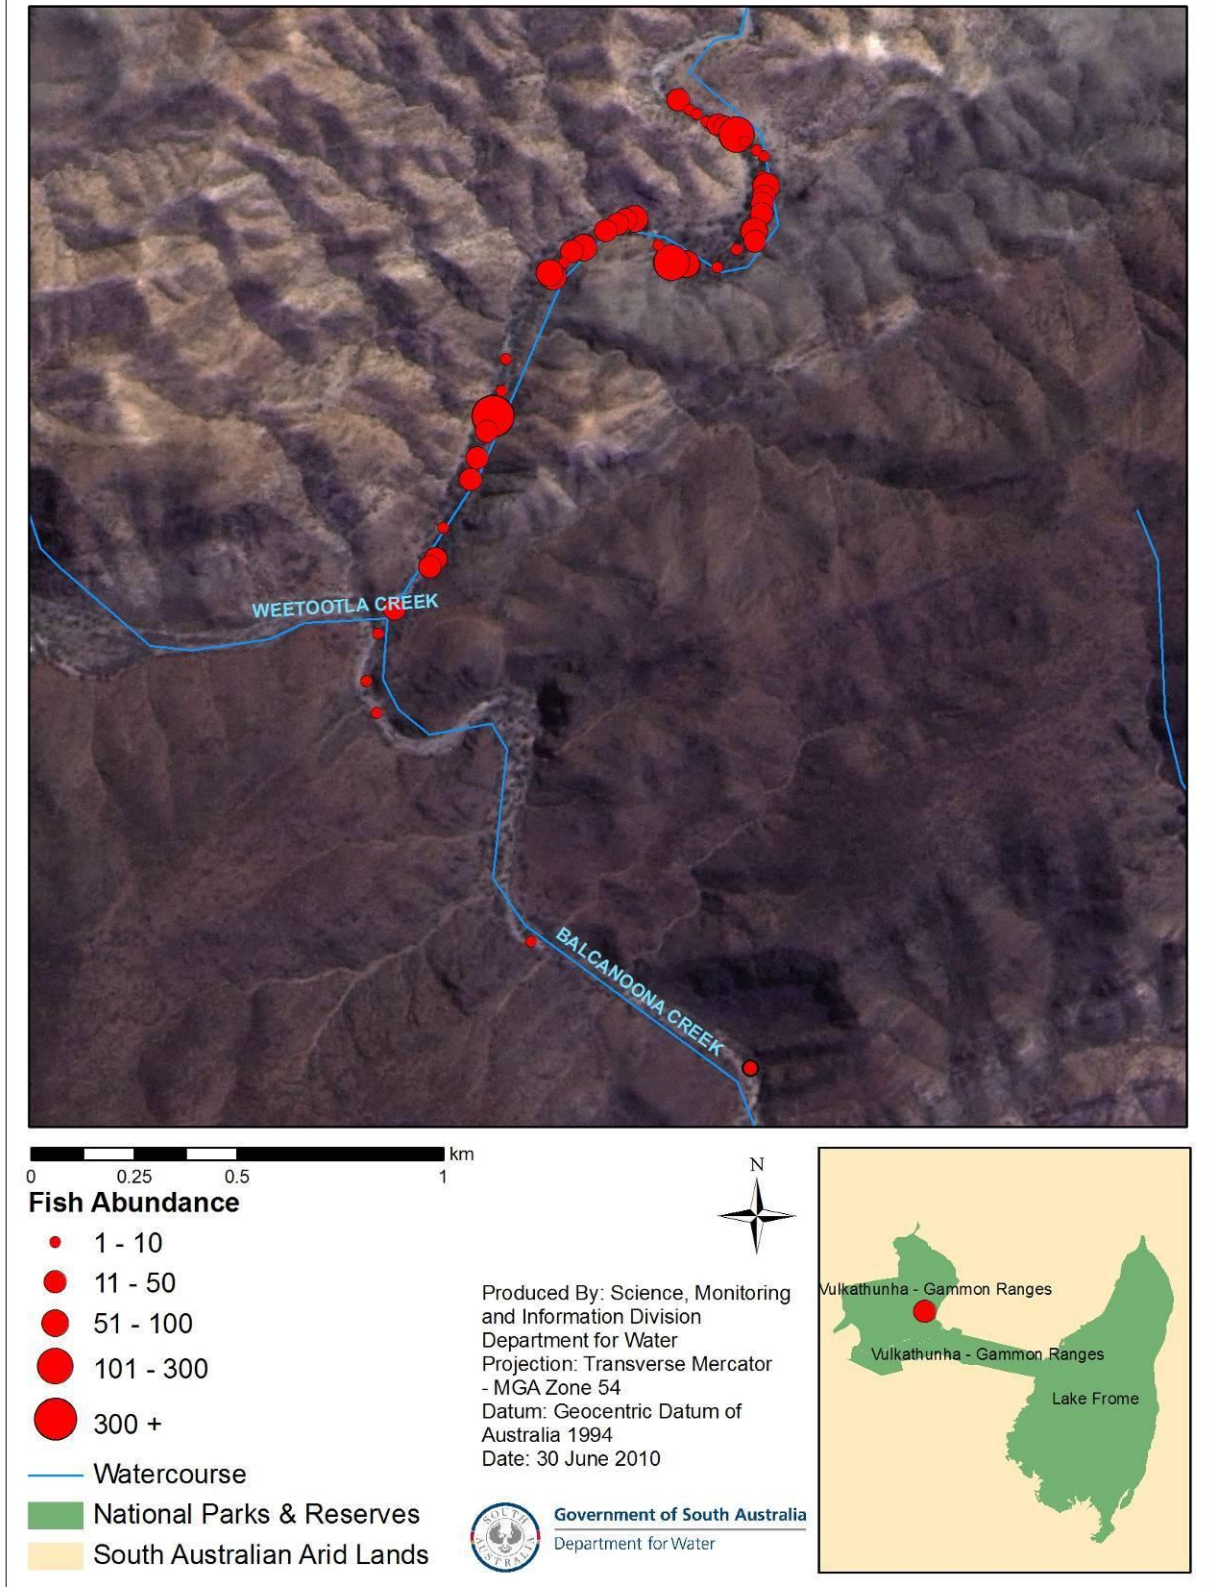 WEETOOTLA CREEK
BALCANOONA CREEK
km
0 0.25 0.5 1
Fish Abundance
1 - 10
11 - 50
51 - 100
101 - 300
300 +
Watercourse
National Parks & Reserves
South Australian Arid Lands
N
Produced By: Science, Monitoring
and Information Division
Department for Water
Projection: Transverse Mercator
- MGA Zone 54
Datum: Geocentric Datum of
Australia 1994
Date: 30 June 2010
SOUTH
AUSTRALIA
Government of South Australia
Department for Water
Vulkathunha - Gammon Ranges
Vulkathunha - Gammon Ranges
Lake Frome